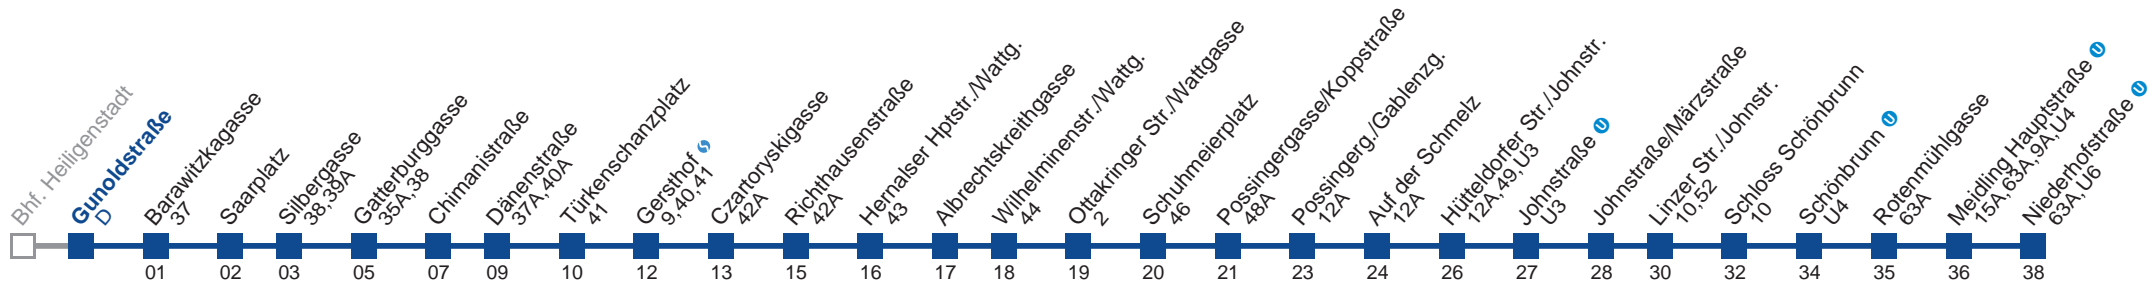 Bhf. Heiligenstadt
Gunoldstraße
D
Barawitzkagasse
37
Saarplatz
Silbergasse
38,39A
Gatterburggasse
35A,38
Chimanistraße
Dänenstraße
37A,40A
Türkenschanzplatz
41
Gersthof S
9,40,41
Czartoryskigasse
42A
Richthausenstraße
42A
Hernalser Hptstr./Wattg.
43
Albrechtskreithgasse
Wilhelminenstr./Wattg.
44
Ottakringer Str./Wattgasse
2
Schuhmeierplatz
46
Possingergasse/Koppstraße
48A
Possingerg./Gablenzg.
12A
Auf der Schmelz
12A
Hütteldorfer Str./Johnstr.
12A,49,U3
Johnstraße U
U3
Johnstraße/Märzstraße
Linzer Str./Johnstr.
10,52
Schloss Schönbrunn
10
Schönbrunn U
U4
Rotenmühlgasse
63A
Meidling Hauptstraße U
15A,63A,9A,U4
Niederhofstraße U
63A,U6
01 02 03 05 07 09 10 12 13 15 16 17 18 19 20 21 23 24 26 27 28 30 32 34 35 36 38